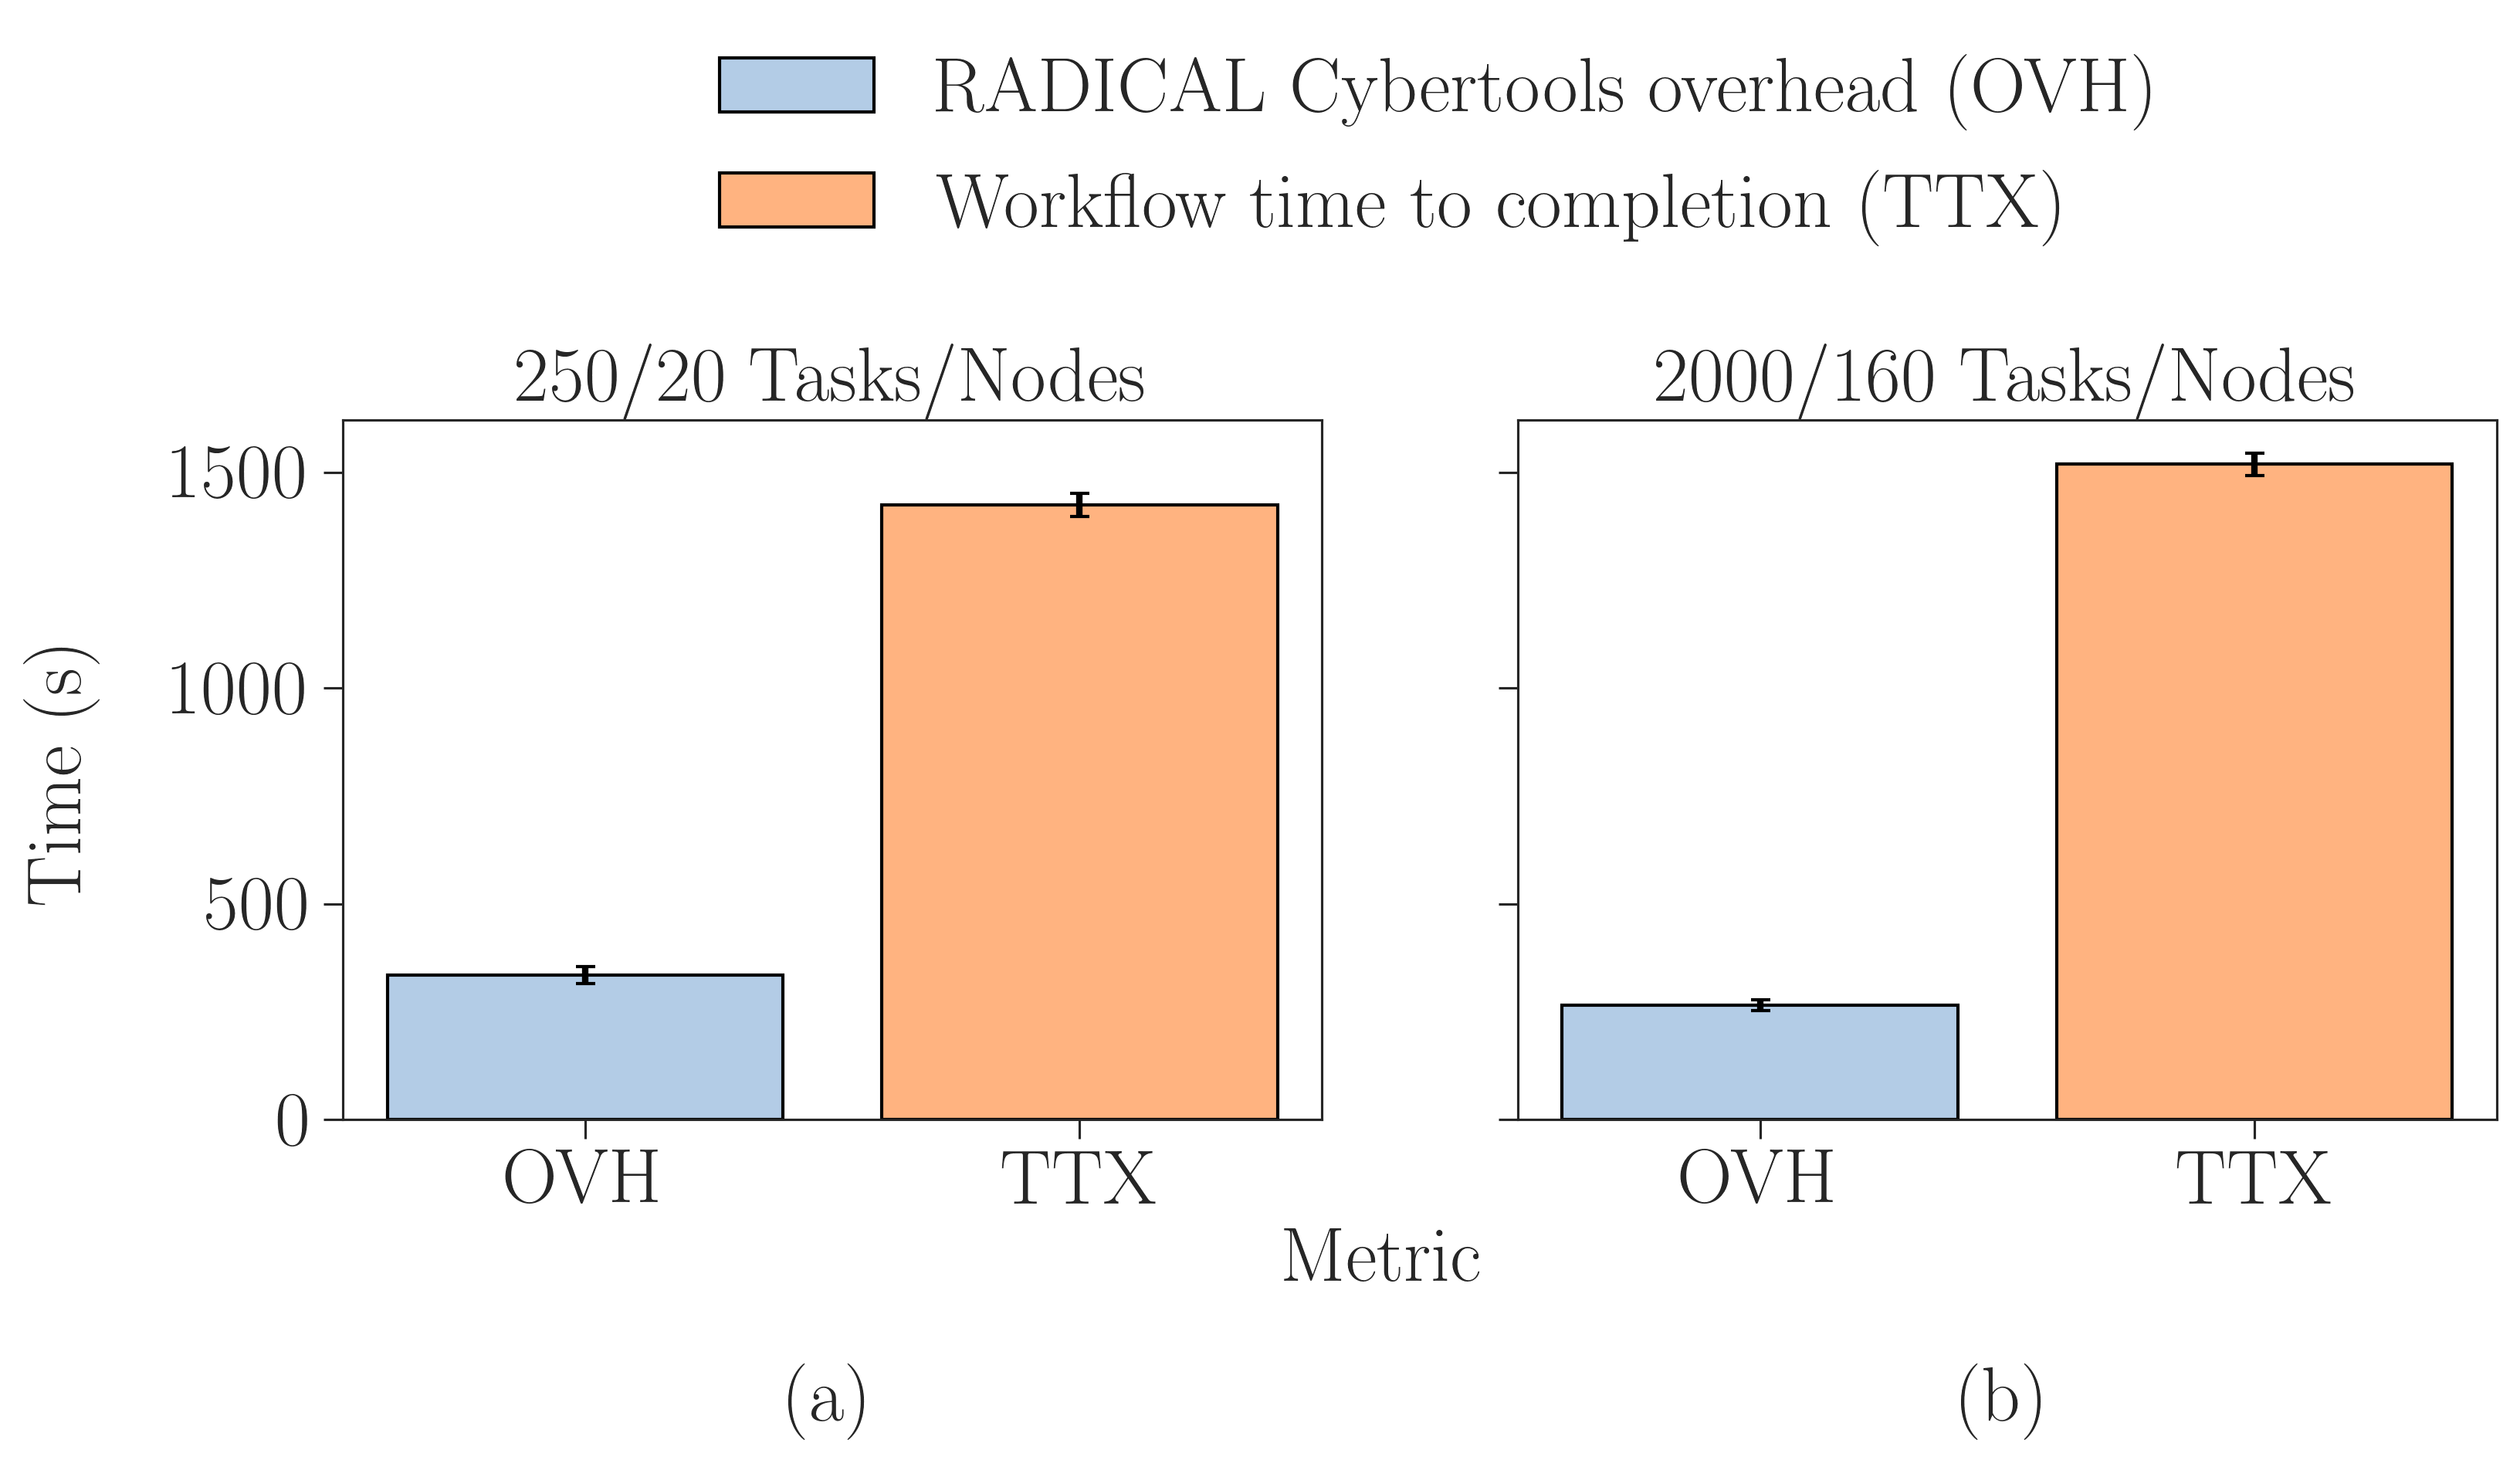 RADICAL Cybertools overhead (OVH)
Workflow time to completion (TTX)
250/20 Tasks/Nodes
2000/160 Tasks/Nodes
Time (s)
1500
1000
500
0
OVH
TTX
OVH
TTX
Metric
(a)
(b)